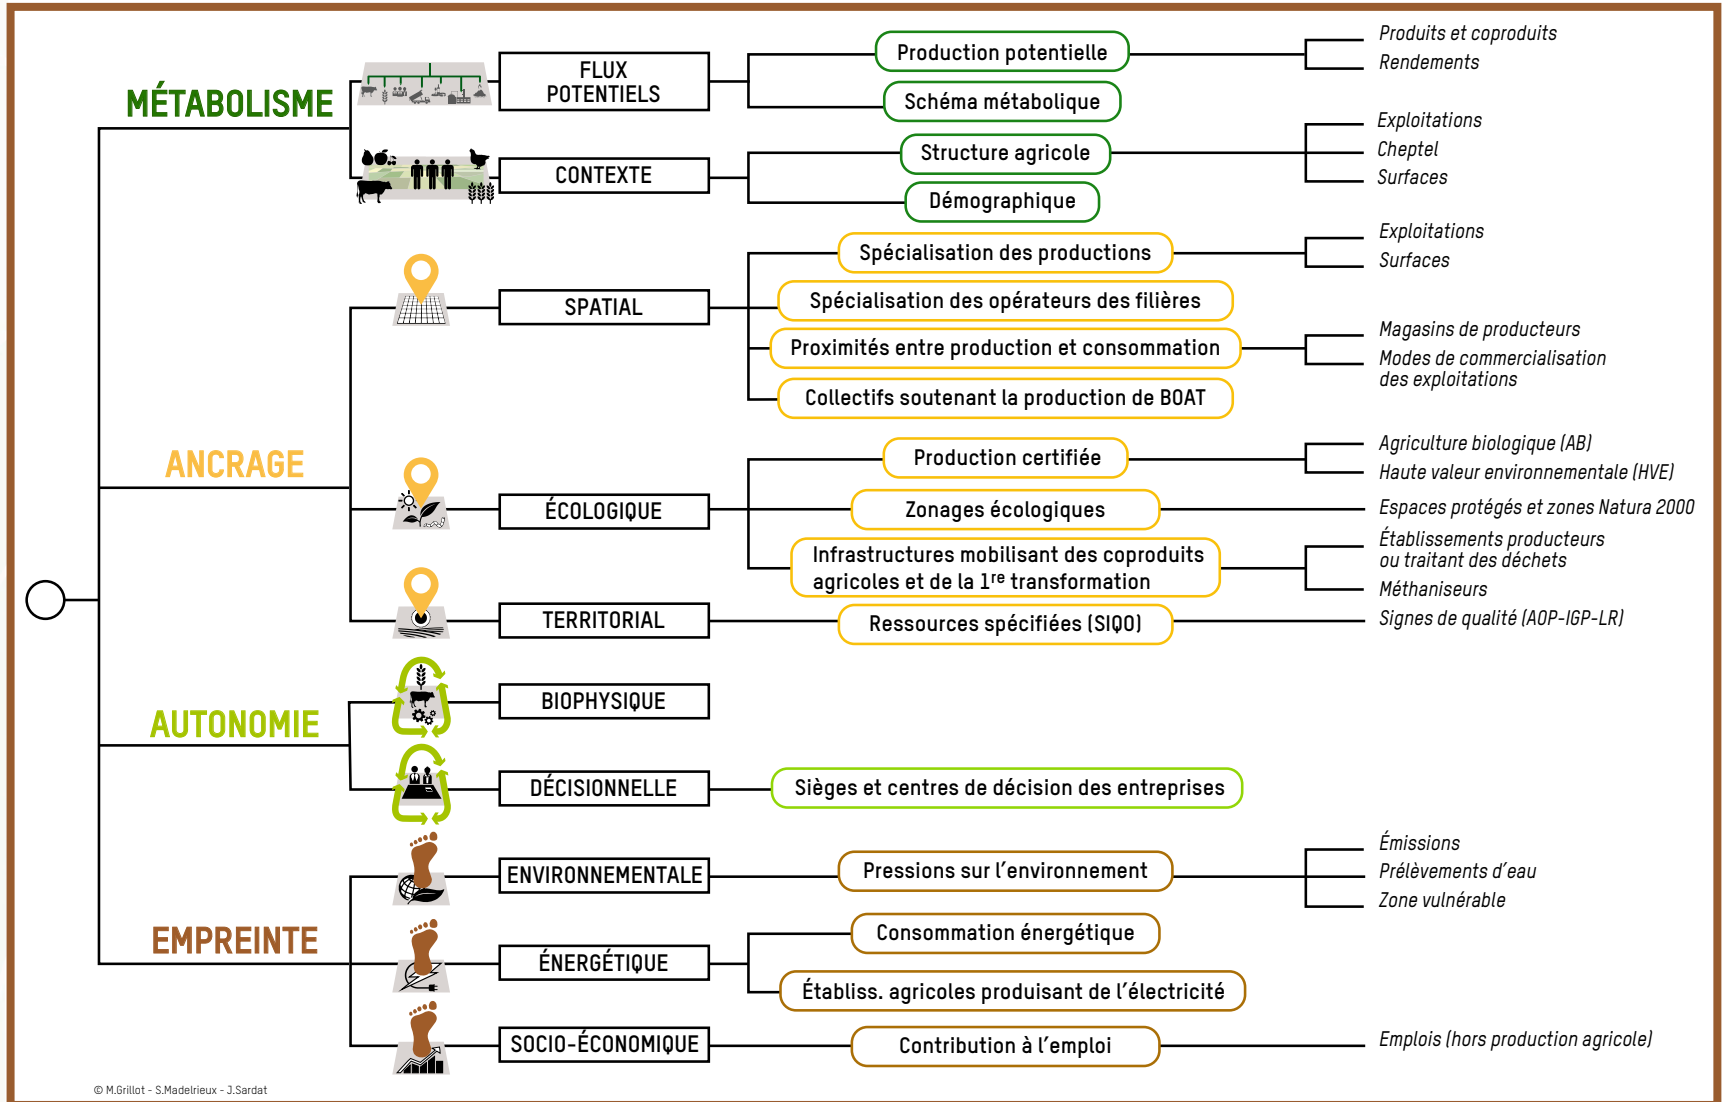 MÉTABOLISME
FLUX
POTENTIELS
Production potentielle
Produits et coproduits
Rendements
Schéma métabolique
CONTEXTE
Structure agricole
Exploitations
Cheptel
Surfaces
Démographique
ANCRAGE
SPATIAL
Spécialisation des productions
Exploitations
Surfaces
Spécialisation des opérateurs des filières
Proximités entre production et consommation
Magasins de producteurs
Modes de commercialisation
des exploitations
Collectifs soutenant la production de BOAT
ÉCOLOGIQUE
Production certifiée
Agriculture biologique (AB)
Haute valeur environnementale (HVE)
Zonages écologiques
Espaces protégés et zones Natura 2000
Infrastructures mobilisant des coproduits
agricoles et de la 1re transformation
Établissements producteurs
ou traitant des déchets
Méthaniseurs
TERRITORIAL
Ressources spécifiées (SIQO)
Signes de qualité (AOP-IGP-LR)
AUTONOMIE
BIOPHYSIQUE
DÉCISIONNELLE
Sièges et centres de décision des entreprises
EMPREINTE
ENVIRONNEMENTALE
Pressions sur l'environnement
Émissions
Prélèvements d'eau
Zone vulnérable
ÉNERGÉTIQUE
Consommation énergétique
Établiss. agricoles produisant de l'électricité
SOCIO-ÉCONOMIQUE
Contribution à l'emploi
Emplois (hors production agricole)
© M.Grillot - S.Madelrieux - J.Sardat